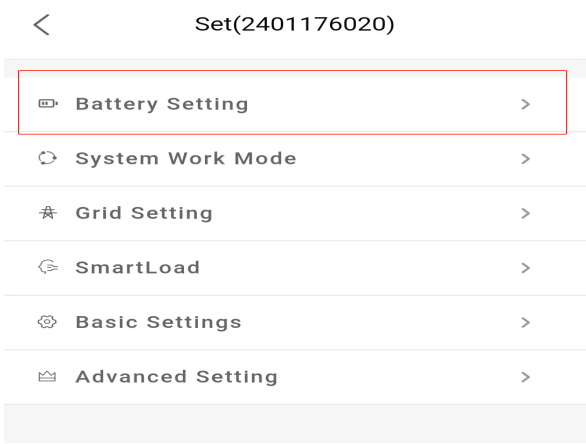 Set(2401176020)
Battery Setting
System Work Mode
Grid Setting
SmartLoad
Basic Settings
Advanced Setting